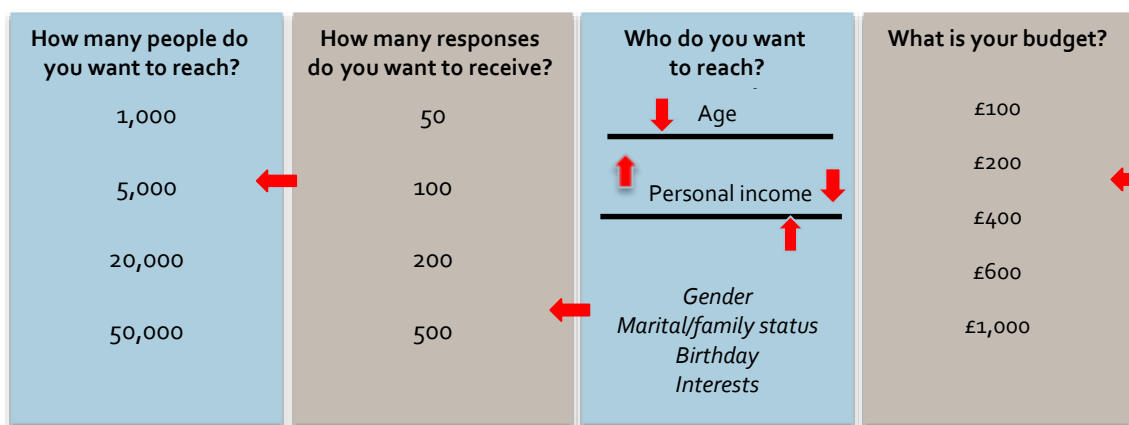 How many people do
you want to reach?
1,000
5,000
20,000
50,000
How many responses
do you want to receive?
50
100
200
500
Who do you want
to reach?
Age
Personal income
Gender
Marital/family status
Birthday
Interests
What is your budget?
£100
£200
£400
£600
£1,000